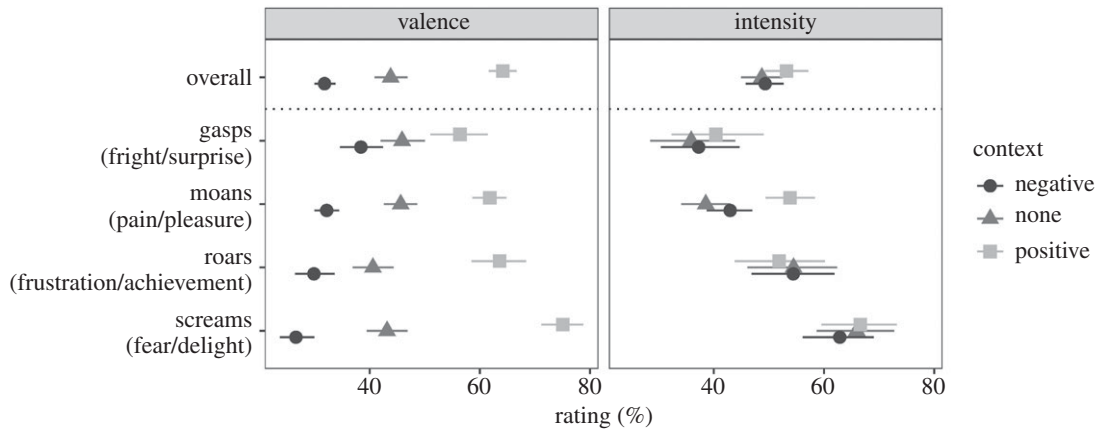 valence
intensity
overall
gasps
(fright/surprise)
moans
(pain/pleasure)
roars
(frustration/achievement)
screams
(fear/delight)
context
negative
none
positive
40 60 80 40 60 80
rating (%)